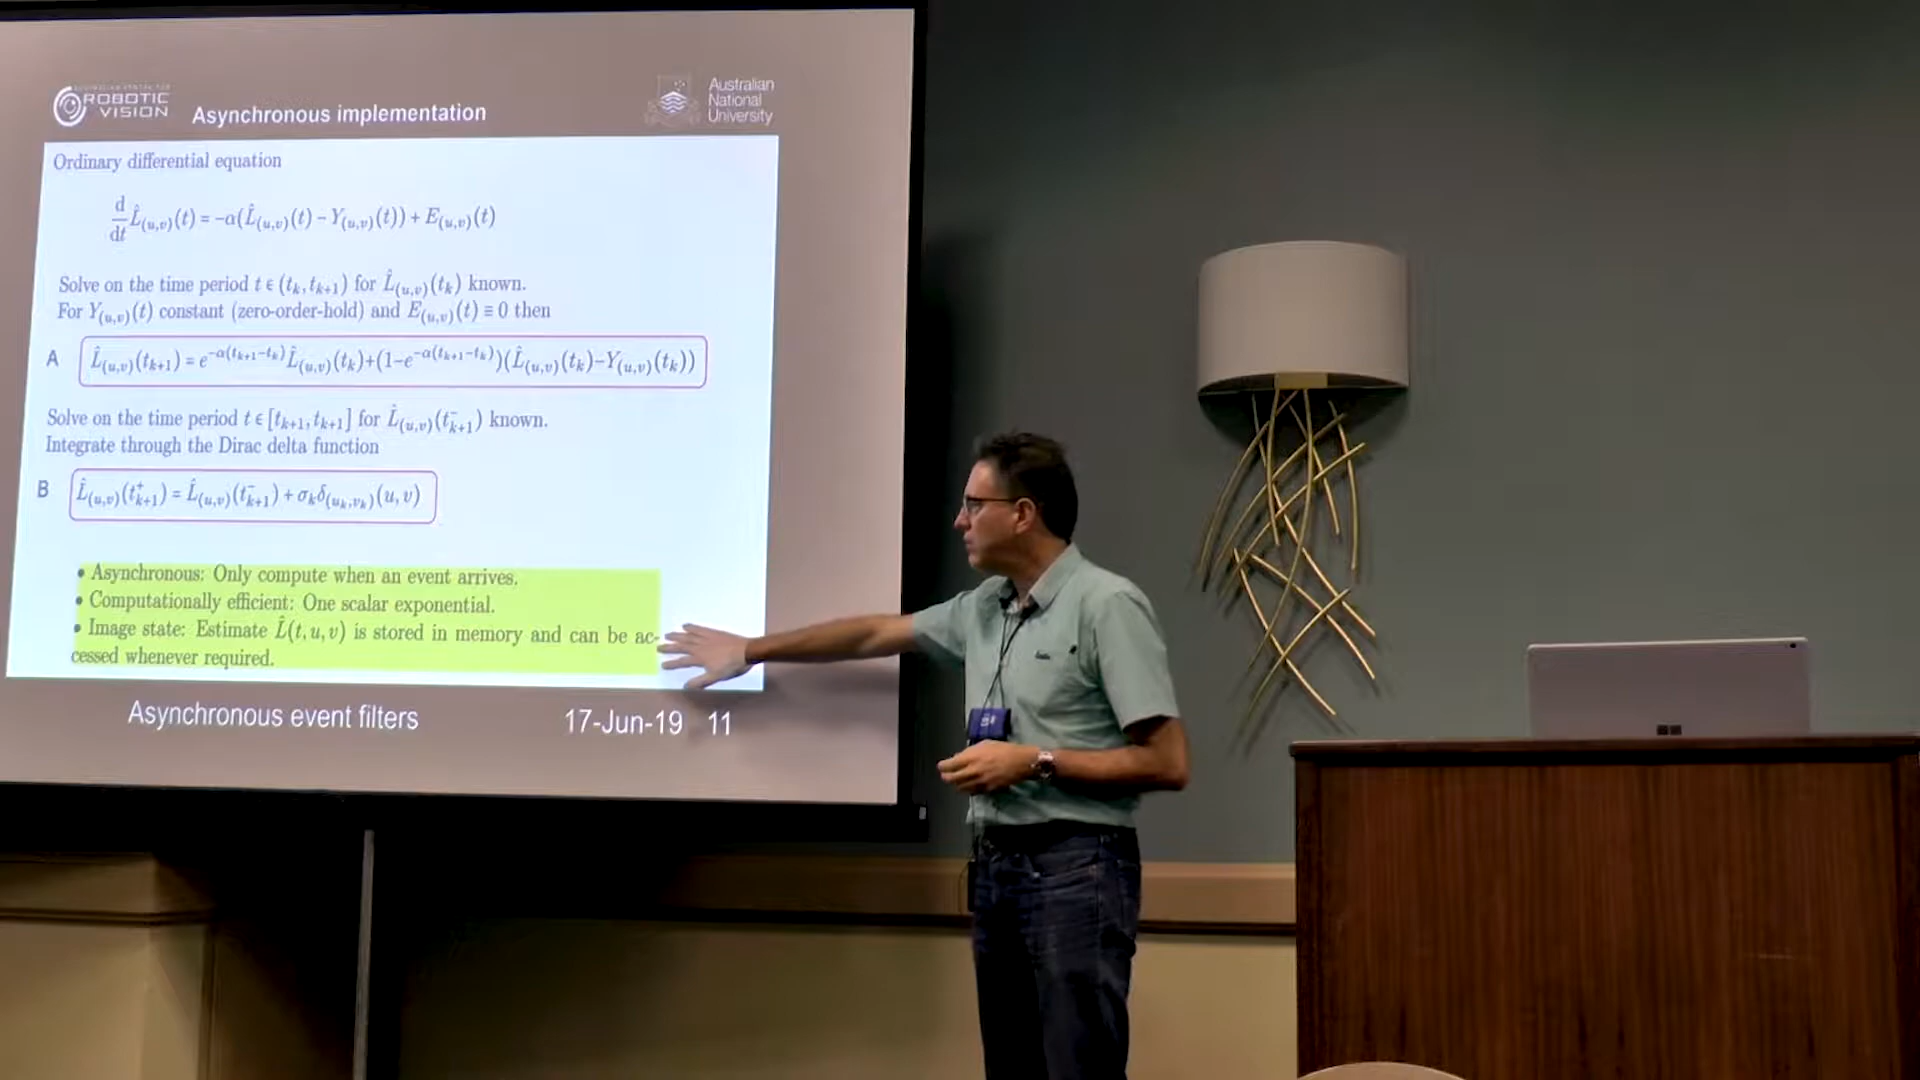 ROBOTIC
VISION
Asynchronous implementation
Australian
National
University
Ordinary differential equation
d/dt L̂(u,v)(t) = −α(L̂(u,v)(t) − Y(u,v)(t)) + E(u,v)(t)
Solve on the time period t ∈ (tₖ, tₖ₊₁) for L̂(u,v)(tₖ) known.
For Y(u,v)(t) constant (zero-order-hold) and E(u,v)(t) ≡ 0 then
A L̂(u,v)(tₖ₊₁) = e^−α(tₖ₊₁−tₖ) L̂(u,v)(tₖ)+(1−e^−α(tₖ₊₁−tₖ))(L̂(u,v)(tₖ)−Y(u,v)(tₖ))
Solve on the time period t ∈ [tₖ₊₁, tₖ₊₁] for L̂(u,v)(t⁻ₖ₊₁) known.
Integrate through the Dirac delta function
B L̂(u,v)(t⁺ₖ₊₁) = L̂(u,v)(t⁻ₖ₊₁) + σₖδ(uₖ,vₖ)(u, v)
• Asynchronous: Only compute when an event arrives.
• Computationally efficient: One scalar exponential.
• Image state: Estimate L̂(t, u, v) is stored in memory and can be ac-
cessed whenever required.
Asynchronous event filters 17-Jun-19 11